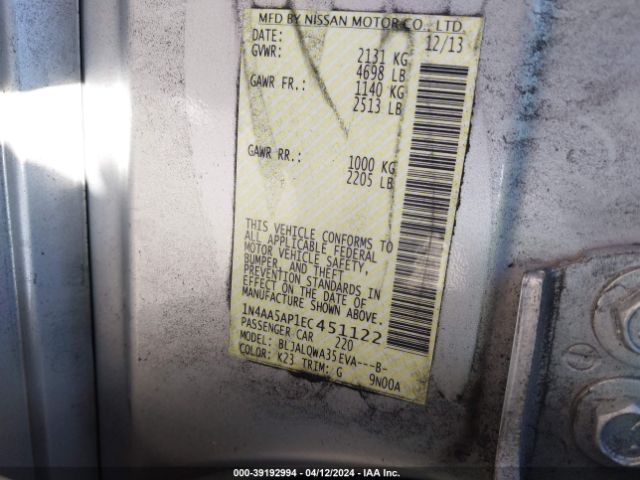 MFD BY NISSAN MOTOR CO., LTD
DATE: 12/13
GVWR: 2131 KG
4698 LB
GAWR FR.: 1140 KG
2513 LB
GAWR RR.: 1000 KG
2205 LB
THIS VEHICLE CONFORMS TO
ALL APPLICABLE FEDERAL
MOTOR VEHICLE SAFETY,
BUMPER, AND THEFT
PREVENTION STANDARDS IN
EFFECT ON THE DATE OF
MANUFACTURE SHOWN ABOVE.
1N4AA5AP1EC451122
PASSENGER CAR 220
MODEL: BLJALQWA35EVA---B-
COLOR: K23 TRIM: G 9N00A
000-39192994 - 04/12/2024 - IAA Inc.